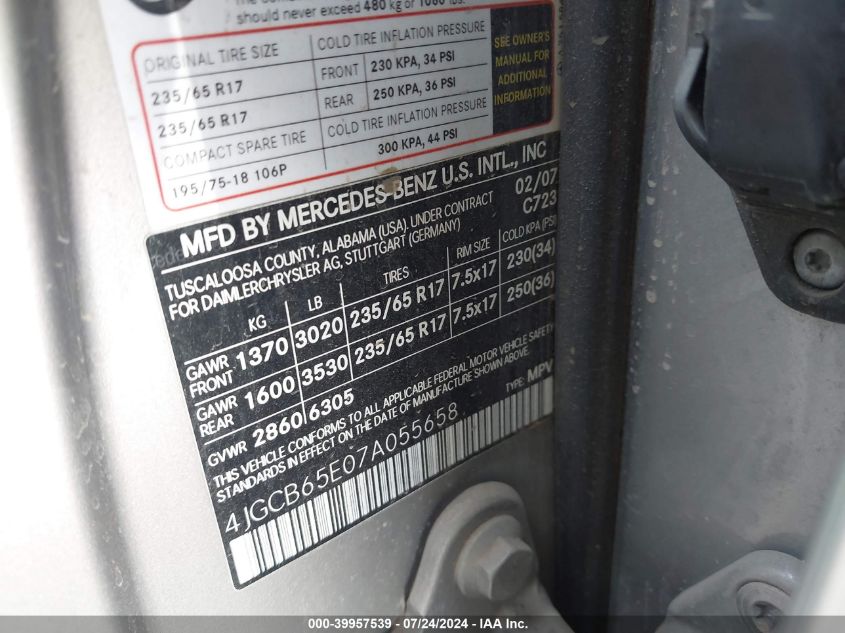 should never exceed 480 kg or 1060 lbs.
ORIGINAL TIRE SIZE COLD TIRE INFLATION PRESSURE
235/65 R17 FRONT 230 KPA, 34 PSI
235/65 R17 REAR 250 KPA, 36 PSI
COMPACT SPARE TIRE COLD TIRE INFLATION PRESSURE
195/75-18 106P 300 KPA, 44 PSI
SEE OWNER'S
MANUAL FOR
ADDITIONAL
INFORMATION
MFD BY MERCEDES-BENZ U.S. INTL., INC
TUSCALOOSA COUNTY, ALABAMA (USA). UNDER CONTRACT 02/07
FOR DAIMLERCHRYSLER AG, STUTTGART (GERMANY) C723
KG LB TIRES RIM SIZE COLD KPA (PSI)
GAWR FRONT 1370 3020 235/65 R17 7.5x17 230(34)
GAWR REAR 1600 3530 235/65 R17 7.5x17 250(36)
GVWR 2860 6305
THIS VEHICLE CONFORMS TO ALL APPLICABLE FEDERAL MOTOR VEHICLE SAFETY
STANDARDS IN EFFECT ON THE DATE OF MANUFACTURE SHOWN ABOVE.
4JGCB65E07A055658 TYPE: MPV
000-39957539 - 07/24/2024 - IAA Inc.